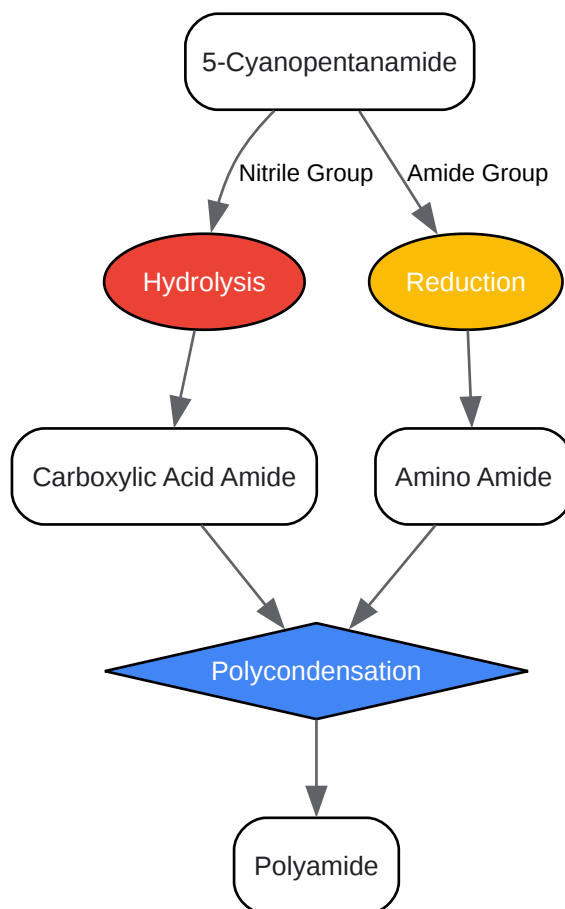 5-Cyanopentanamide
Nitrile Group
Amide Group
Hydrolysis
Reduction
Carboxylic Acid Amide
Amino Amide
Polycondensation
Polyamide